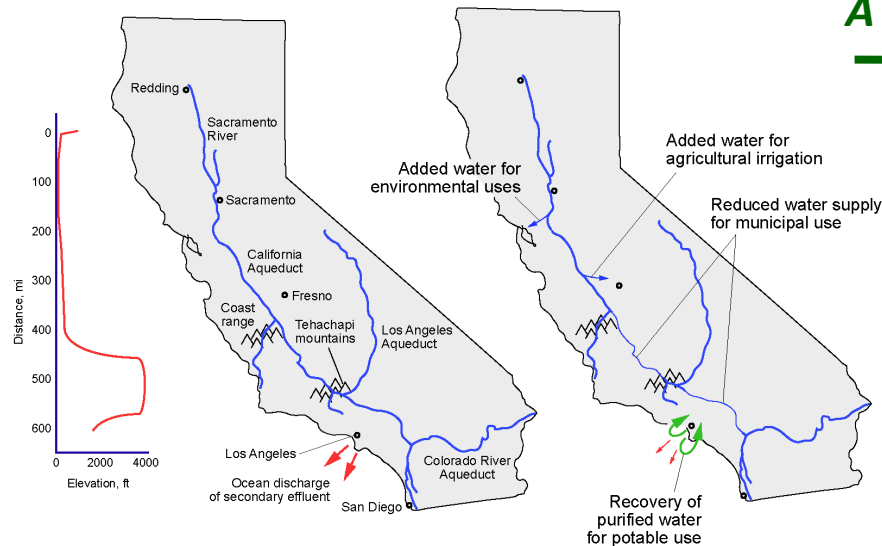 A
Redding
Sacramento
River
Sacramento
California
Aqueduct
Fresno
Coast
range
Tehachapi
mountains
Los Angeles
Aqueduct
Los Angeles
Ocean discharge
of secondary effluent
Colorado River
Aqueduct
San Diego
0
100
200
300
400
500
600
Distance, mi
0
2000
4000
Elevation, ft
Added water for
environmental uses
Added water for
agricultural irrigation
Reduced water supply
for municipal use
Recovery of
purified water
for potable use